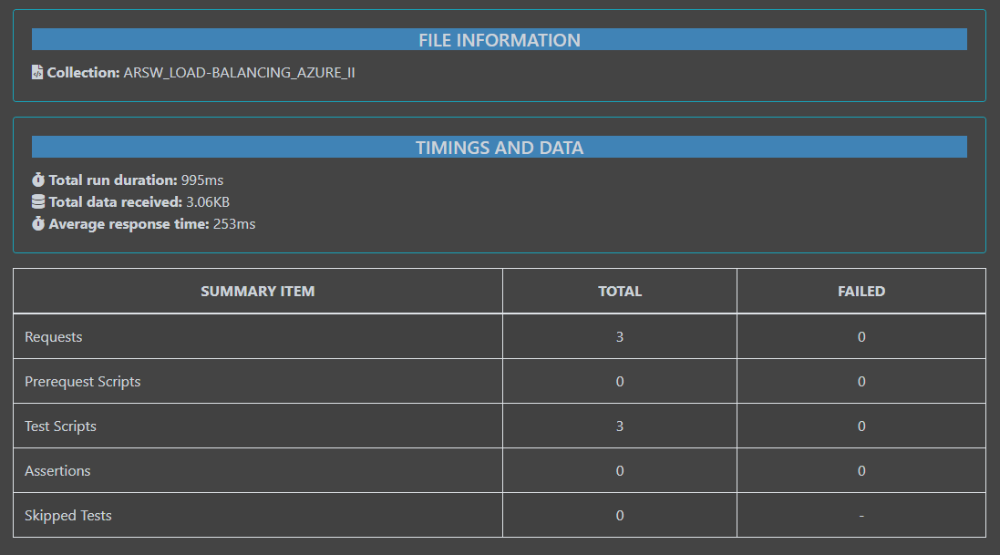 FILE INFORMATION
Collection: ARSW_LOAD-BALANCING_AZURE_II
TIMINGS AND DATA
Total run duration: 995ms
Total data received: 3.06KB
Average response time: 253ms
SUMMARY ITEM TOTAL FAILED
Requests 3 0
Prerequest Scripts 0 0
Test Scripts 3 0
Assertions 0 0
Skipped Tests 0 -